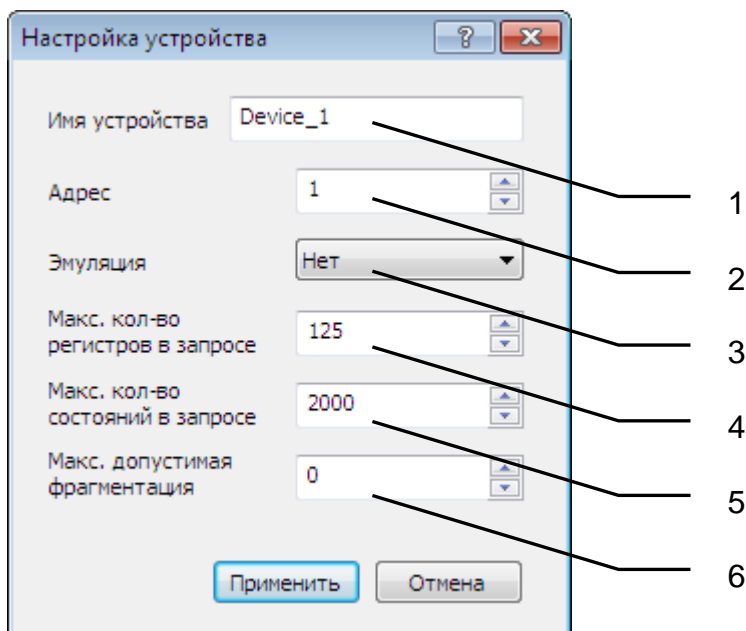 Настройка устройства
Имя устройства Device_1
1
Адрес 1
2
Эмуляция Нет
3
Макс. кол-во
регистров в запросе 125
4
Макс. кол-во
состояний в запросе 2000
5
Макс. допустимая
фрагментация 0
6
Применить Отмена